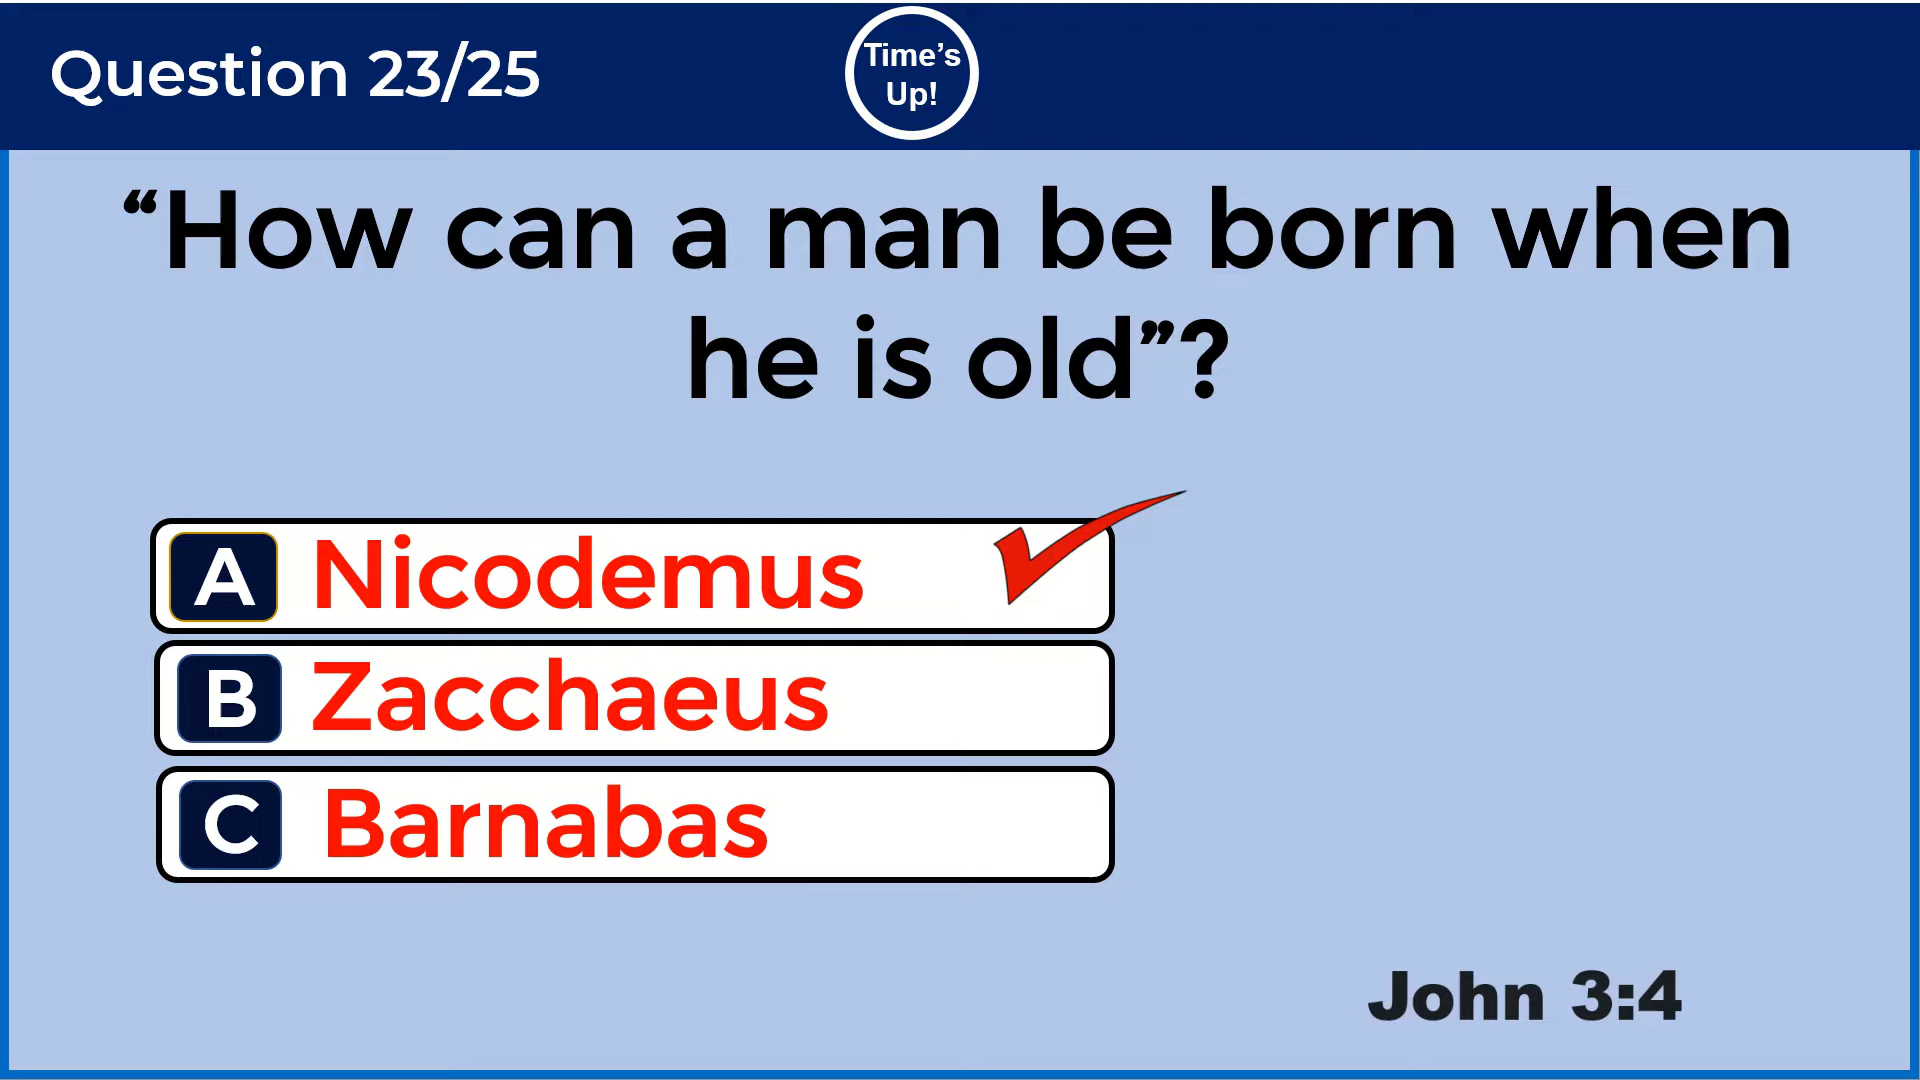 Question 23/25
Time’s
Up!
“How can a man be born when
he is old”?
A Nicodemus
B Zacchaeus
C Barnabas
John 3:4